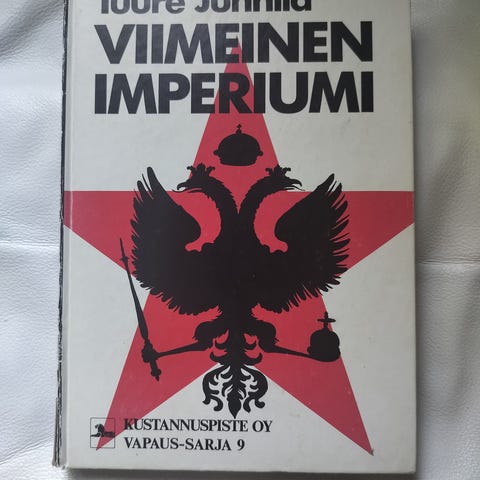 Tuure Junnila
VIIMEINEN
IMPERIUMI
KUSTANNUSPISTE OY
VAPAUS-SARJA 9